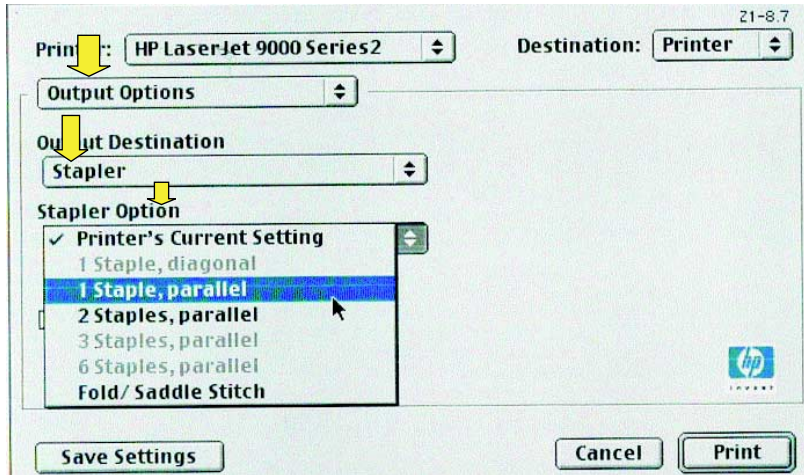 Z1-8.7
Printer: HP LaserJet 9000 Series2 Destination: Printer
Output Options
Output Destination
Stapler
Stapler Option
✓ Printer's Current Setting
1 Staple, diagonal
1 Staple, parallel
2 Staples, parallel
3 Staples, parallel
6 Staples, parallel
Fold/ Saddle Stitch
hp
invent
Save Settings Cancel Print